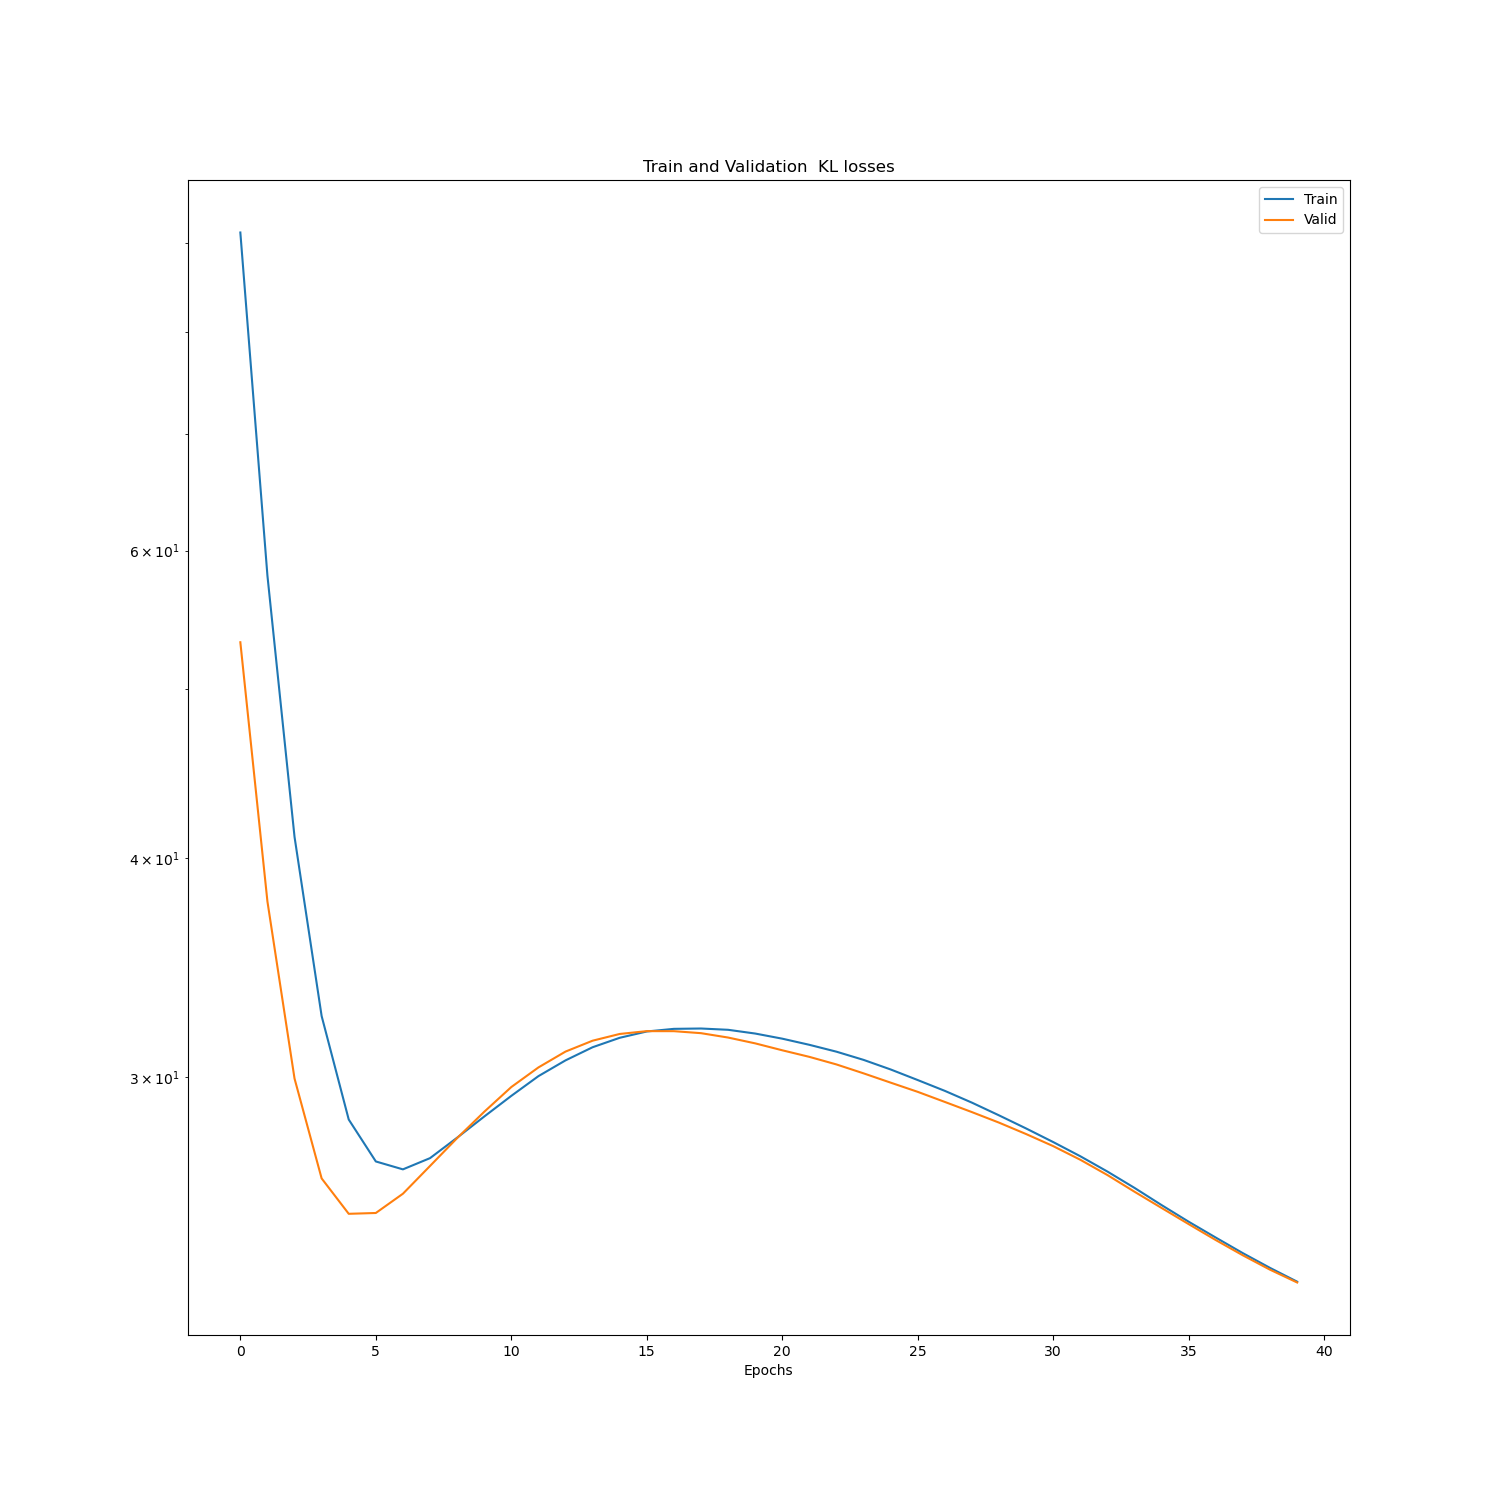 Train and Validation  KL losses
Train
Valid
6 × 10¹
4 × 10¹
3 × 10¹
0 5 10 15 20 25 30 35 40
Epochs